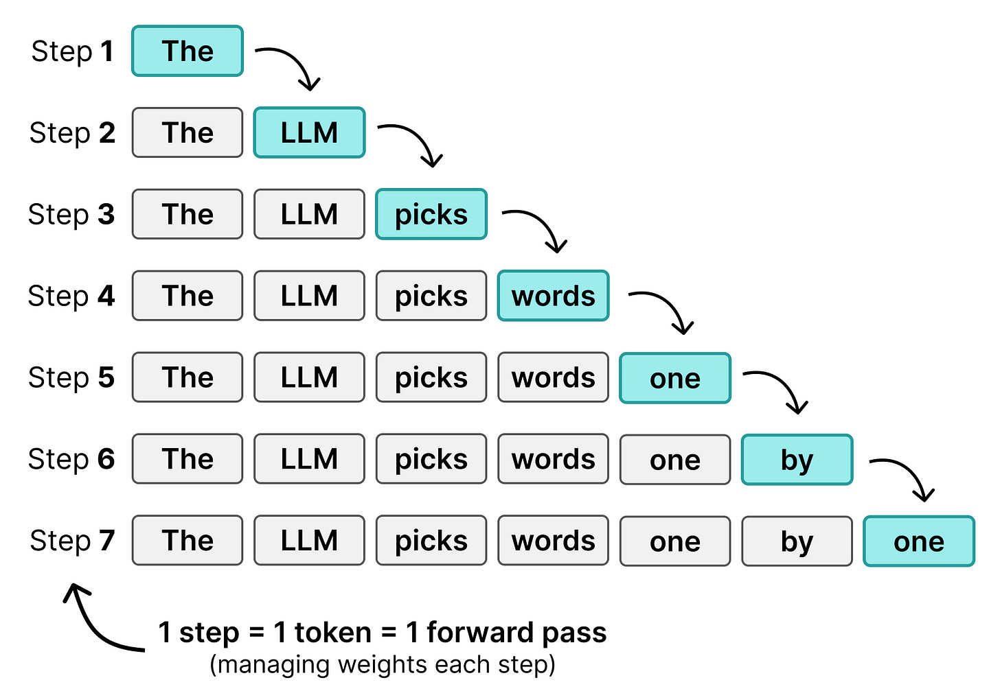 Step 1 The
Step 2 The LLM
Step 3 The LLM picks
Step 4 The LLM picks words
Step 5 The LLM picks words one
Step 6 The LLM picks words one by
Step 7 The LLM picks words one by one
1 step = 1 token = 1 forward pass
(managing weights each step)